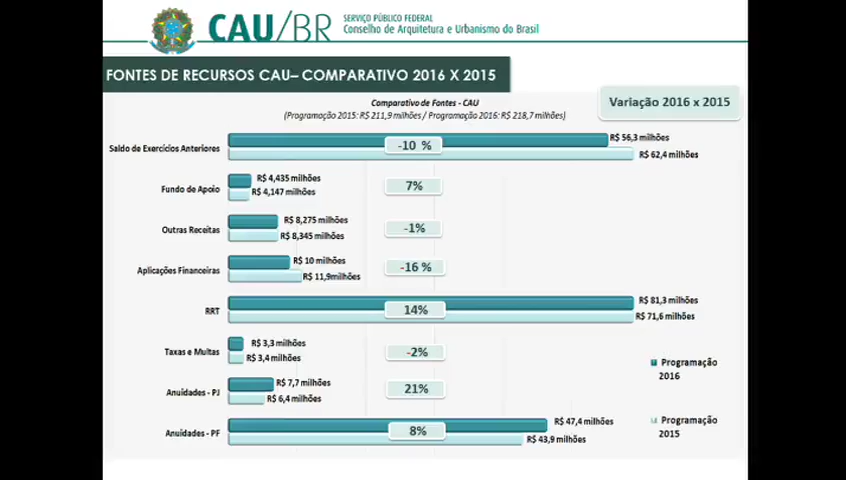 CAU/BR
SERVIÇO PÚBLICO FEDERAL
Conselho de Arquitetura e Urbanismo do Brasil
FONTES DE RECURSOS CAU– COMPARATIVO 2016 X 2015
Comparativo de Fontes - CAU
(Programação 2015: R$ 211,9 milhões / Programação 2016: R$ 218,7 milhões)
Variação 2016 x 2015
Saldo de Exercícios Anteriores
-10 %
R$ 56,3 milhões
R$ 62,4 milhões
Fundo de Apoio
R$ 4,435 milhões
R$ 4,147 milhões
7%
Outras Receitas
R$ 8,275 milhões
R$ 8,345 milhões
-1%
Aplicações Financeiras
R$ 10 milhões
R$ 11,9milhões
-16 %
RRT
14%
R$ 81,3 milhões
R$ 71,6 milhões
Taxas e Multas
R$ 3,3 milhões
R$ 3,4 milhões
-2%
Anuidades - PJ
R$ 7,7 milhões
R$ 6,4 milhões
21%
Anuidades - PF
8%
R$ 47,4 milhões
R$ 43,9 milhões
Programação
2016
Programação
2015